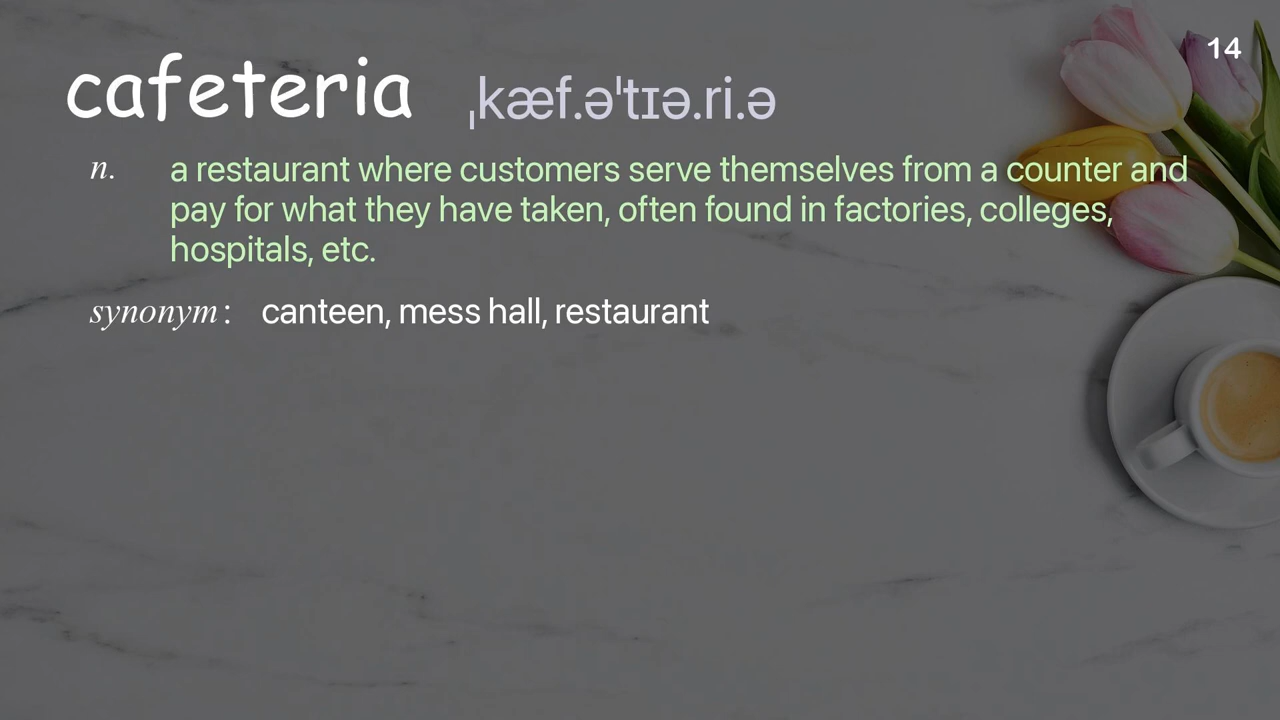 14
cafeteria ˌkæf.əˈtɪə.ri.ə
n. a restaurant where customers serve themselves from a counter and
pay for what they have taken, often found in factories, colleges,
hospitals, etc.
synonym: canteen, mess hall, restaurant